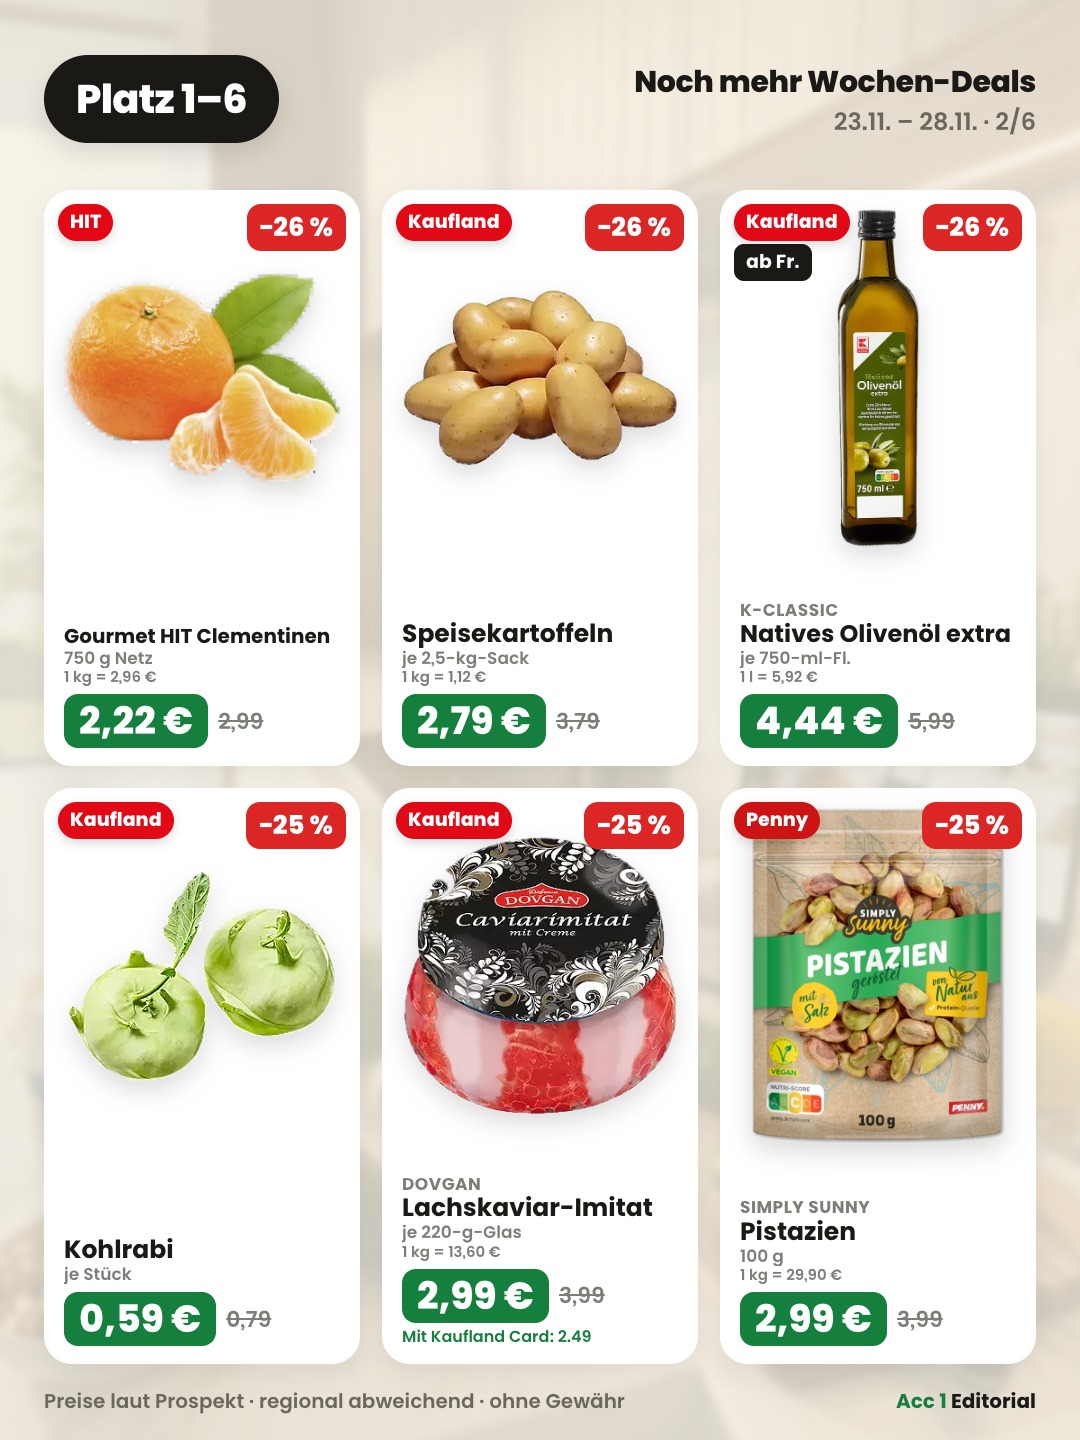 Platz 1–6
Noch mehr Wochen-Deals
23.11. – 28.11. · 2/6
HIT
-26 %
Gourmet HIT Clementinen
750 g Netz
1 kg = 2,96 €
2,22 €
2,99
Kaufland
-26 %
Speisekartoffeln
je 2,5-kg-Sack
1 kg = 1,12 €
2,79 €
3,79
Kaufland
-26 %
ab Fr.
Natives
Olivenöl
extra
750 ml e
K-CLASSIC
Natives Olivenöl extra
je 750-ml-Fl.
1 l = 5,92 €
4,44 €
5,99
Kaufland
-25 %
Kohlrabi
je Stück
0,59 €
0,79
Kaufland
-25 %
DOVGAN
Caviarimitat
mit Creme
DOVGAN
Lachskaviar-Imitat
je 220-g-Glas
1 kg = 13,60 €
2,99 €
3,99
Mit Kaufland Card: 2.49
Penny
-25 %
SIMPLY
Sunny
PISTAZIEN
geröstet
mit
Salz
von
Natur
aus
Protein-Quelle
VEGAN
NUTRI-SCORE
A B C D E
PENNY.
100 g
SIMPLY SUNNY
Pistazien
100 g
1 kg = 29,90 €
2,99 €
3,99
Preise laut Prospekt · regional abweichend · ohne Gewähr
Acc 1 Editorial